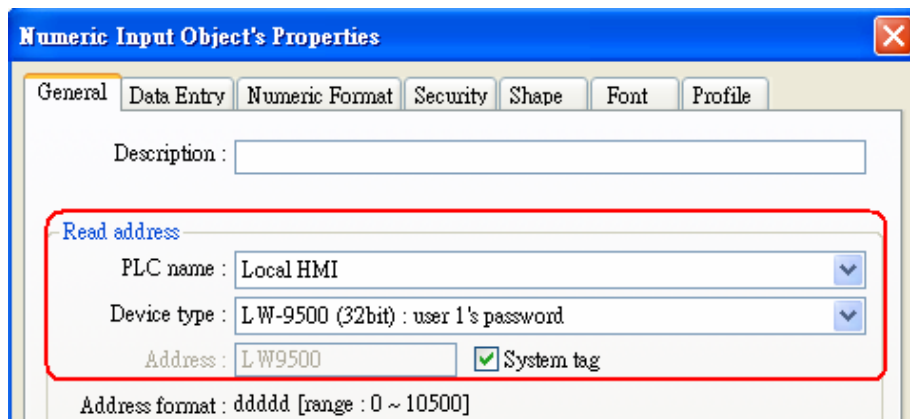 Numeric Input Object's Properties
General Data Entry Numeric Format Security Shape Font Profile
Description :
Read address
PLC name : Local HMI
Device type : LW-9500 (32bit) : user 1's password
Address : LW9500 System tag
Address format : ddddd [range : 0 ~ 10500]